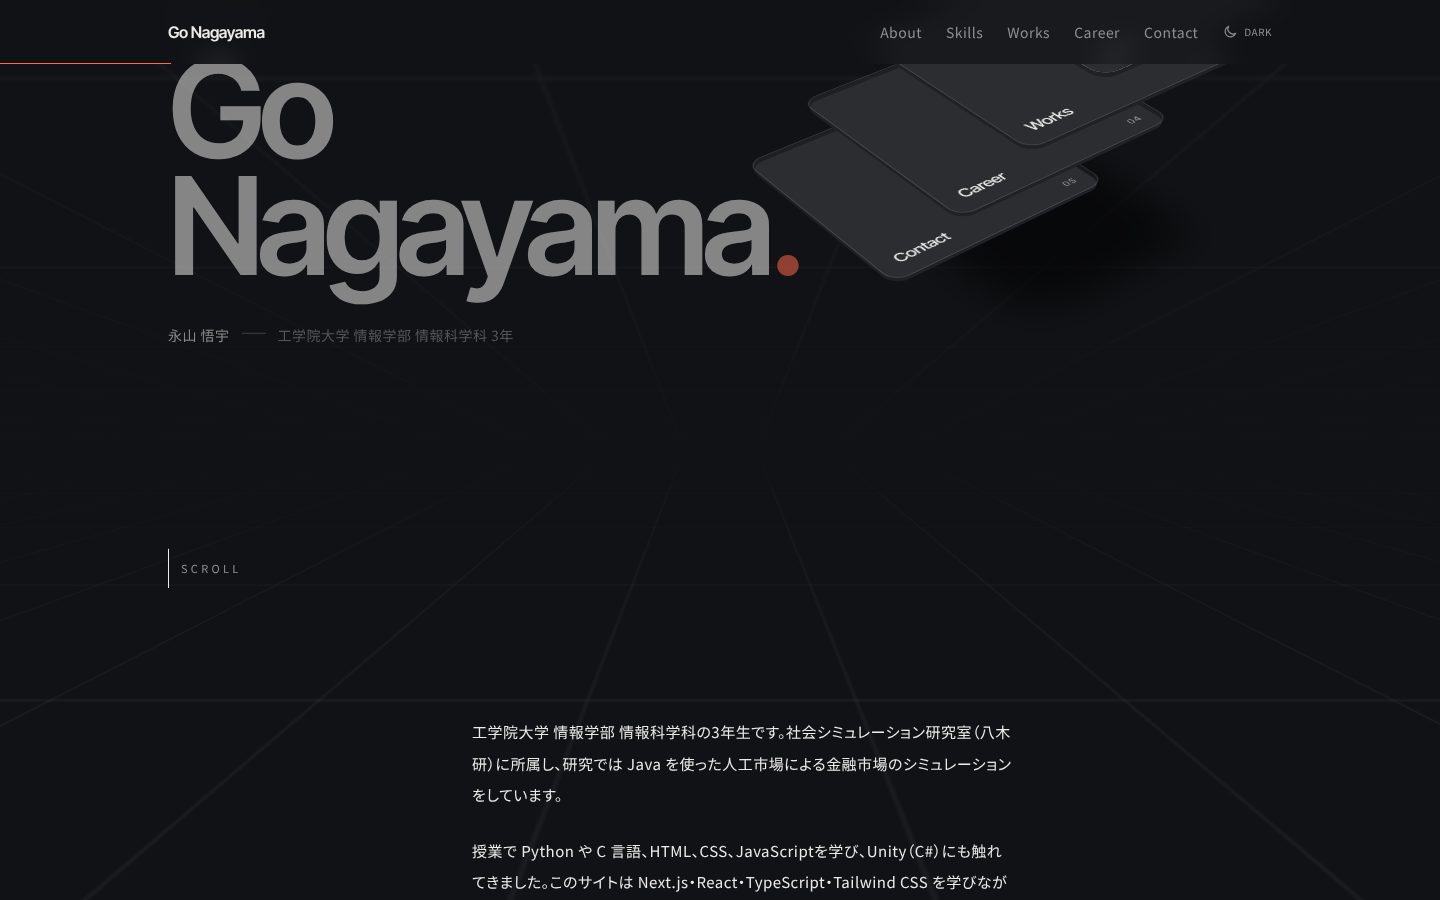 Go Nagayama
About Skills Works Career Contact DARK
Go
Nagayama.
Works
04
Career
05
Contact
永山 悟宇 工学院大学 情報学部 情報科学科 3年
SCROLL
工学院大学 情報学部 情報科学科の3年生です。社会シミュレーション研究室（八木
研）に所属し、研究では Java を使った人工市場による金融市場のシミュレーション
をしています。
授業で Python や C 言語、HTML、CSS、JavaScriptを学び、Unity（C#）にも触れ
てきました。このサイトは Next.js・React・TypeScript・Tailwind CSS を学びなが